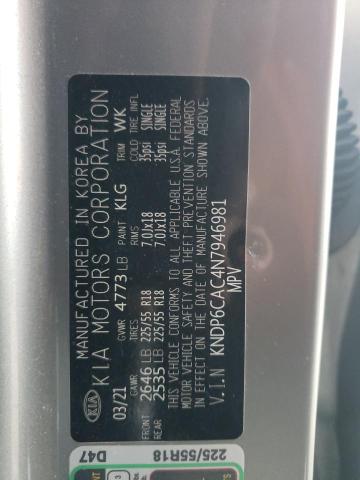 MANUFACTURED IN KOREA BY
KIA KIA MOTORS CORPORATION
03/21 GVWR 4773 LB PAINT KLG TRIM WK
GAWR TIRES RIMS COLD TIRE INFL
FRONT 2646 LB 225/55 R18 7.0Jx18 35psi SINGLE
REAR 2535 LB 225/55 R18 7.0Jx18 35psi SINGLE
THIS VEHICLE CONFORMS TO ALL APPLICABLE U.S.A. FEDERAL
MOTOR VEHICLE SAFETY AND THEFT PREVENTION STANDARDS
IN EFFECT ON THE DATE OF MANUFACTURE SHOWN ABOVE.
V.I.N KNDP6CAC4N7946981
MPV
D47
225/55R18
3